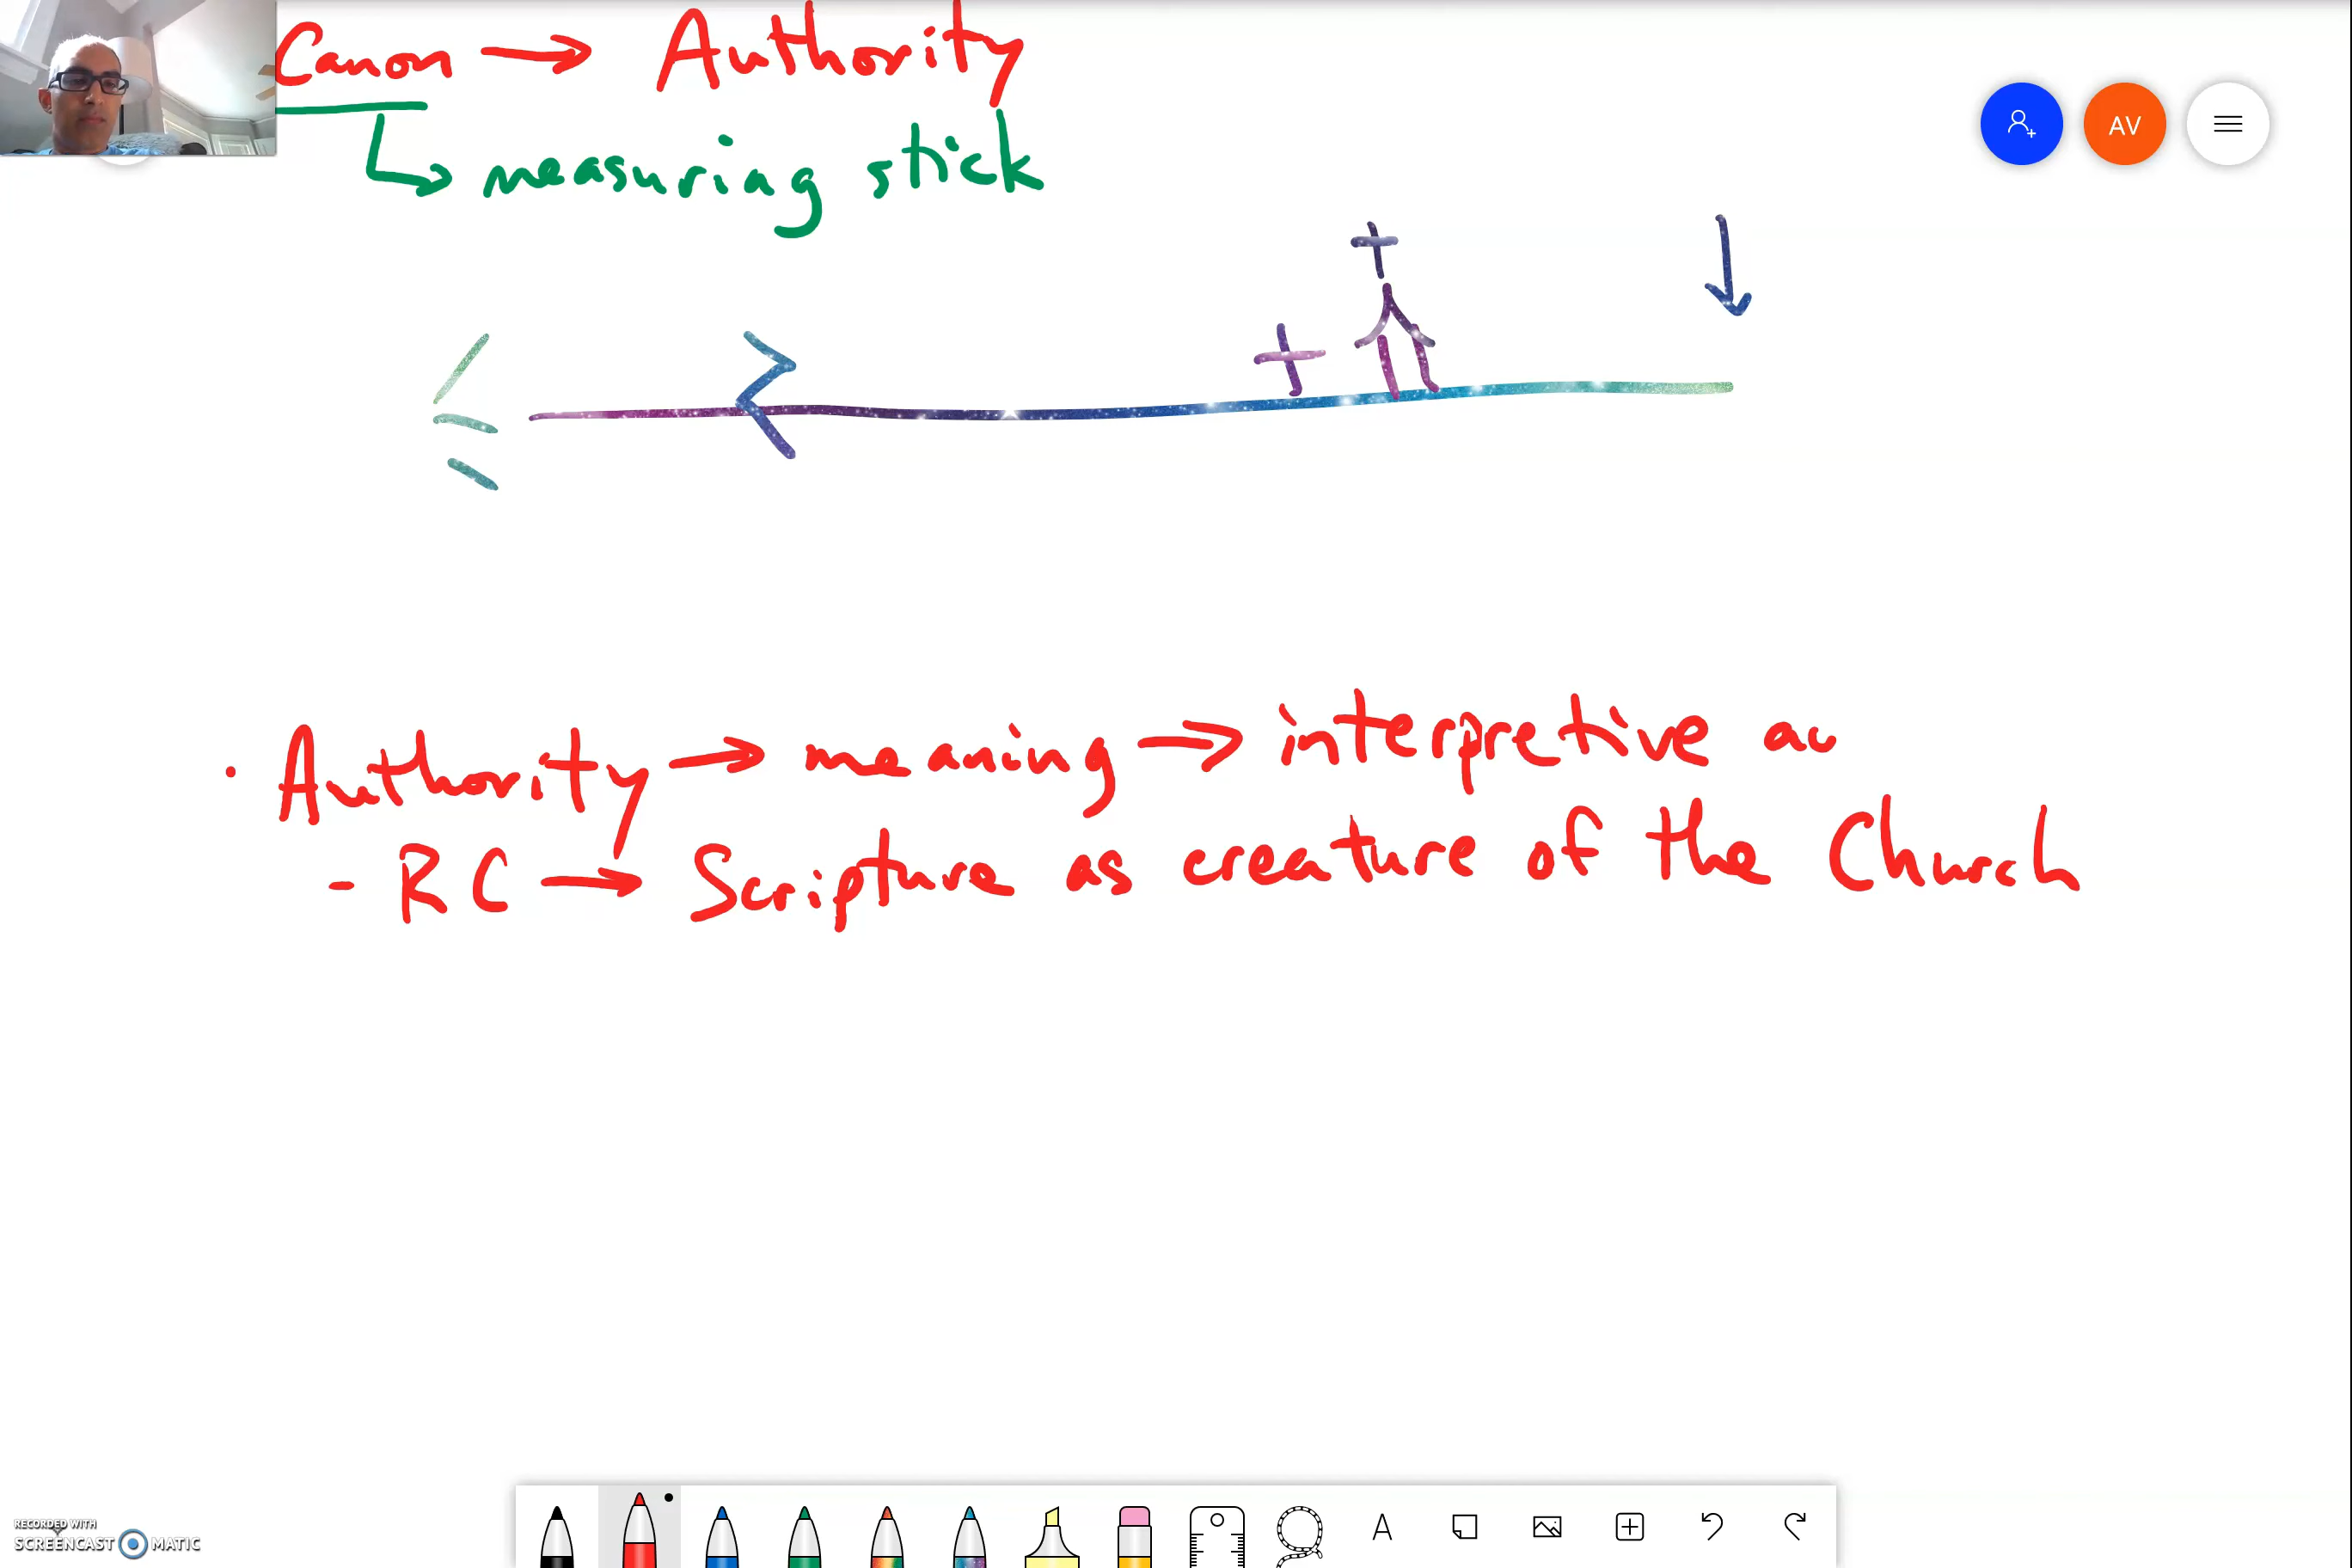 Canon → Authority
measuring stick
AV
· Authority → meaning → interpretive au
- RC → Scripture as creature of the Church
A
RECORDED WITH
SCREENCAST MATIC